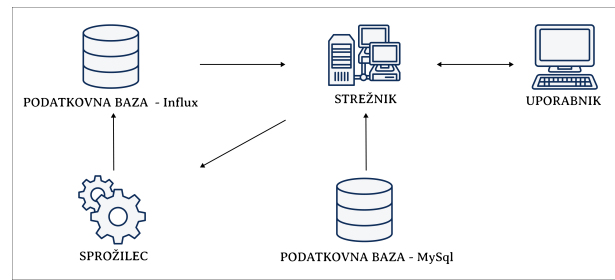 PODATKOVNA BAZA - Influx
STREŽNIK
UPORABNIK
SPROŽILEC
PODATKOVNA BAZA - MySql